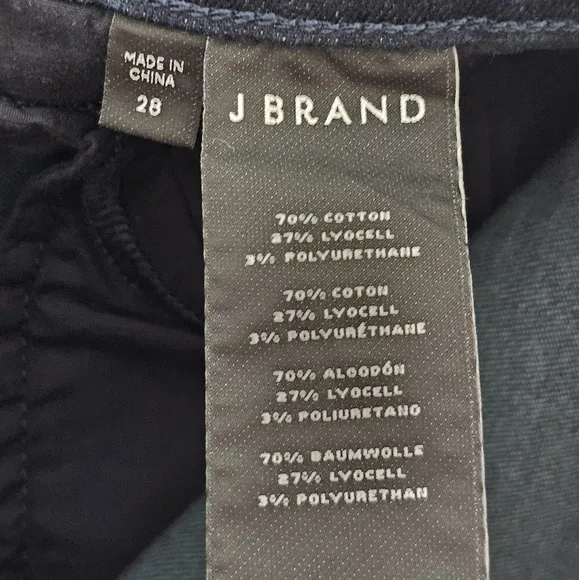 MADE IN
CHINA
28
J BRAND
70% COTTON
27% LYOCELL
3% POLYURETHANE
70% COTON
27% LYOCELL
3% POLYURÉTHANE
70% ALGODÓN
27% LYOCELL
3% POLIURETANO
70% BAUMWOLLE
27% LYOCELL
3% POLYURETHAN